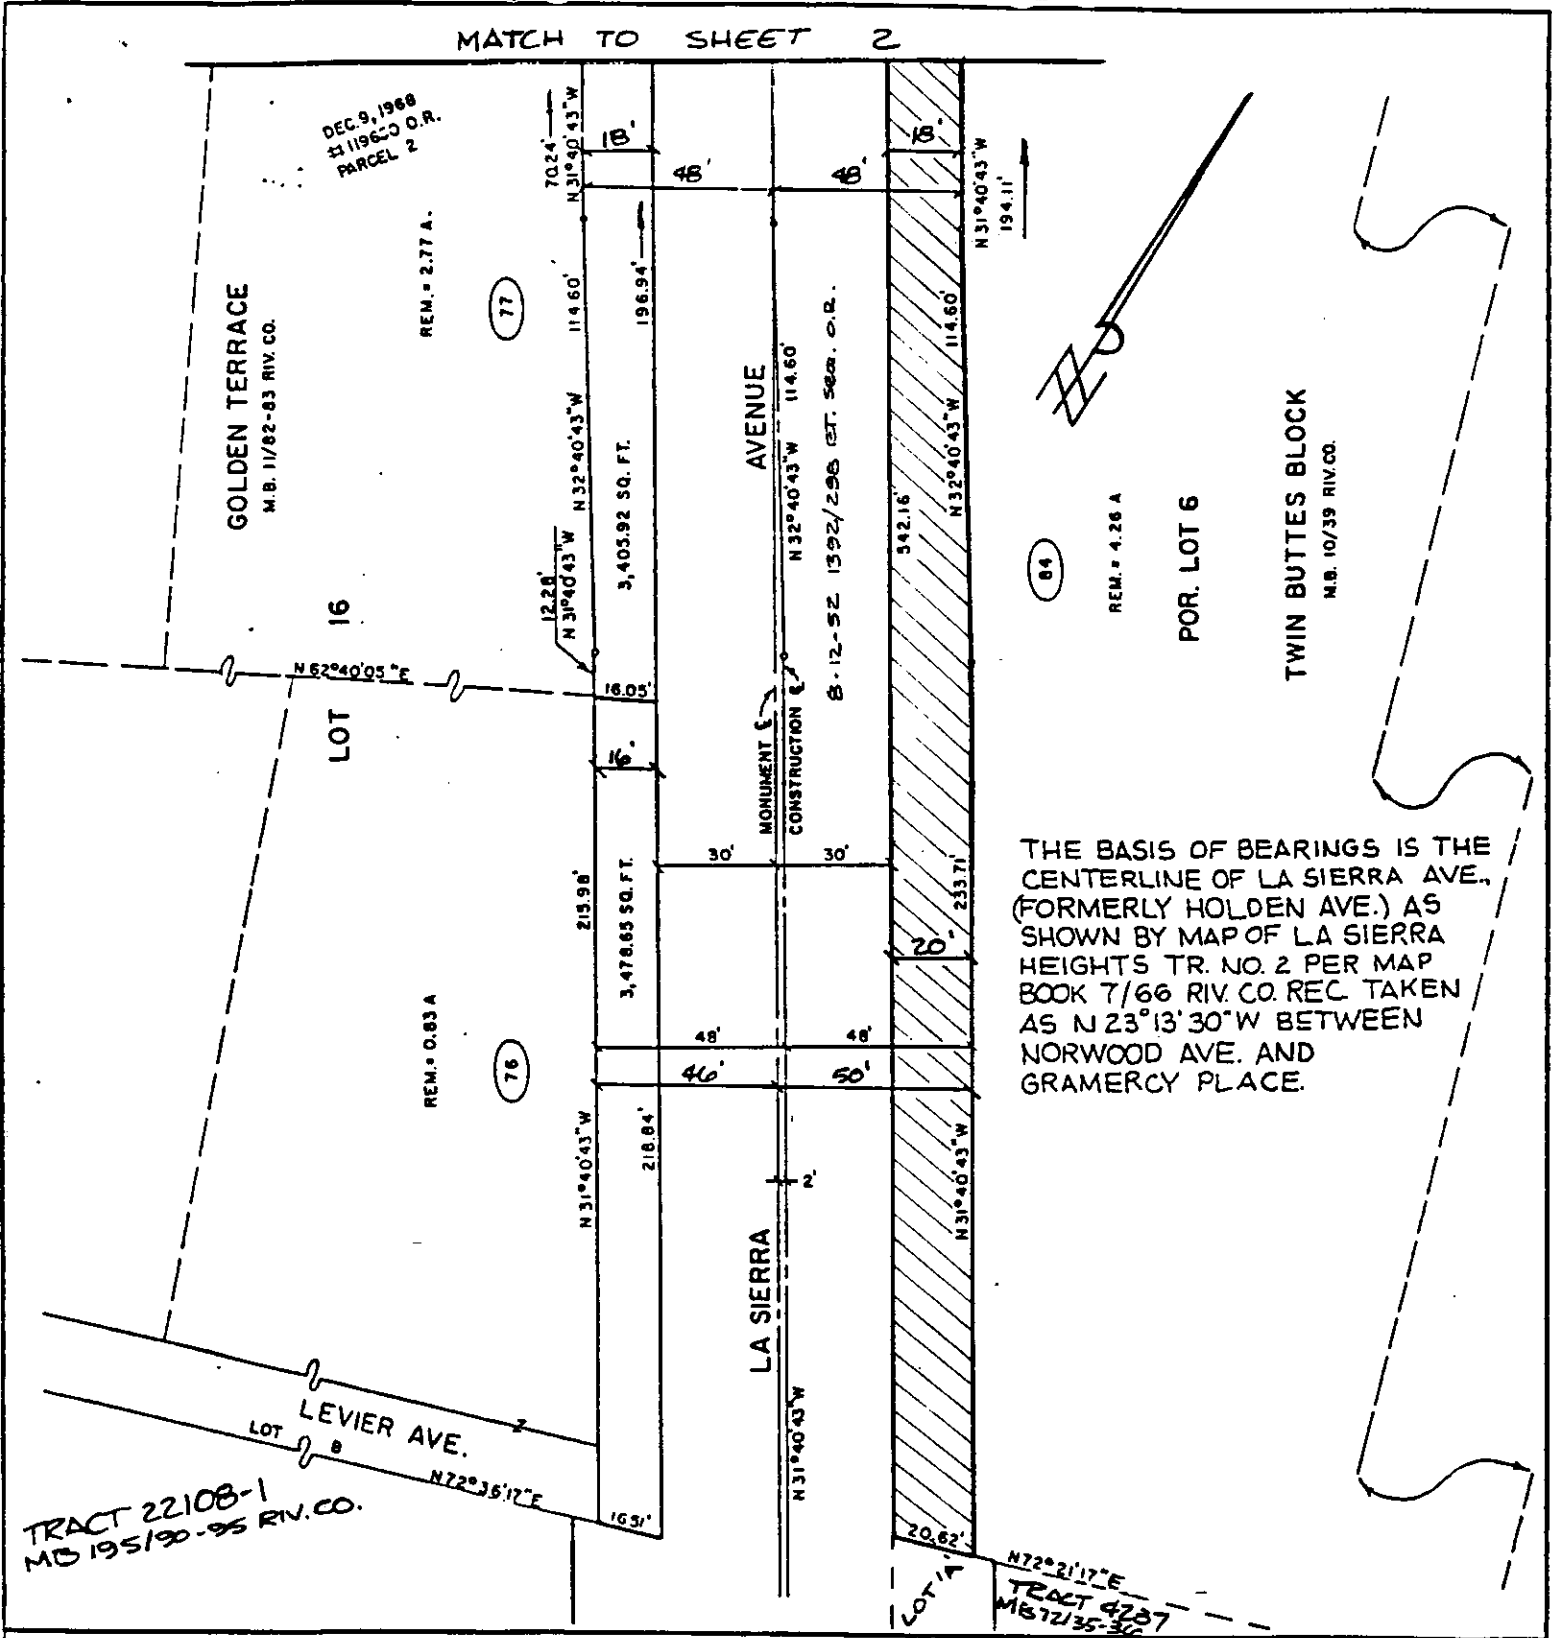 MATCH TO SHEET 2
DEC. 9, 1968
O.R.
PARCEL 2
70.24'
N 31°40'43" W
18'
18'
48'
48'
N 31°40'43" W
194.11'
GOLDEN TERRACE
M.B. 11/82-83 RIV. CO.
REM. = 2.77 A.
77
114.60'
N 32°40'43" W
196.94'
3,405.92 SQ. FT.
12.28'
N 31°40'43" W
AVENUE
N 32°40'43" W 114.60'
8-12-52 1392/298 ET. SEQ. O.R.
542.16'
114.60'
N 32°40'43" W
84
REM. = 4.26 A
POR. LOT 6
TWIN BUTTES BLOCK
M.B. 10/39 RIV. CO.
LOT 16
N 62°40'05" E
16.05'
16'
MONUMENT ℄
CONSTRUCTION ℄
30'
30'
215.98'
3,478.65 SQ. FT.
233.71'
20'
THE BASIS OF BEARINGS IS THE
CENTERLINE OF LA SIERRA AVE.,
(FORMERLY HOLDEN AVE.) AS
SHOWN BY MAP OF LA SIERRA
HEIGHTS TR. NO. 2 PER MAP
BOOK 7/66 RIV. CO. REC. TAKEN
AS N 23°13'30" W BETWEEN
NORWOOD AVE. AND
GRAMERCY PLACE.
REM. = 0.83 A
76
48'
48'
46'
50'
N 31°40'43" W
218.84'
2'
N 31°40'43" W
LA SIERRA
N 31°40'43" W
LEVIER AVE.
LOT B
N 72°36'17" E
16.51'
20.62'
N 72°21'17" E
LOT 'A'
TRACT 22108-1
MB 195/90-95 RIV. CO.
TRACT 4237
MB 72/35-36